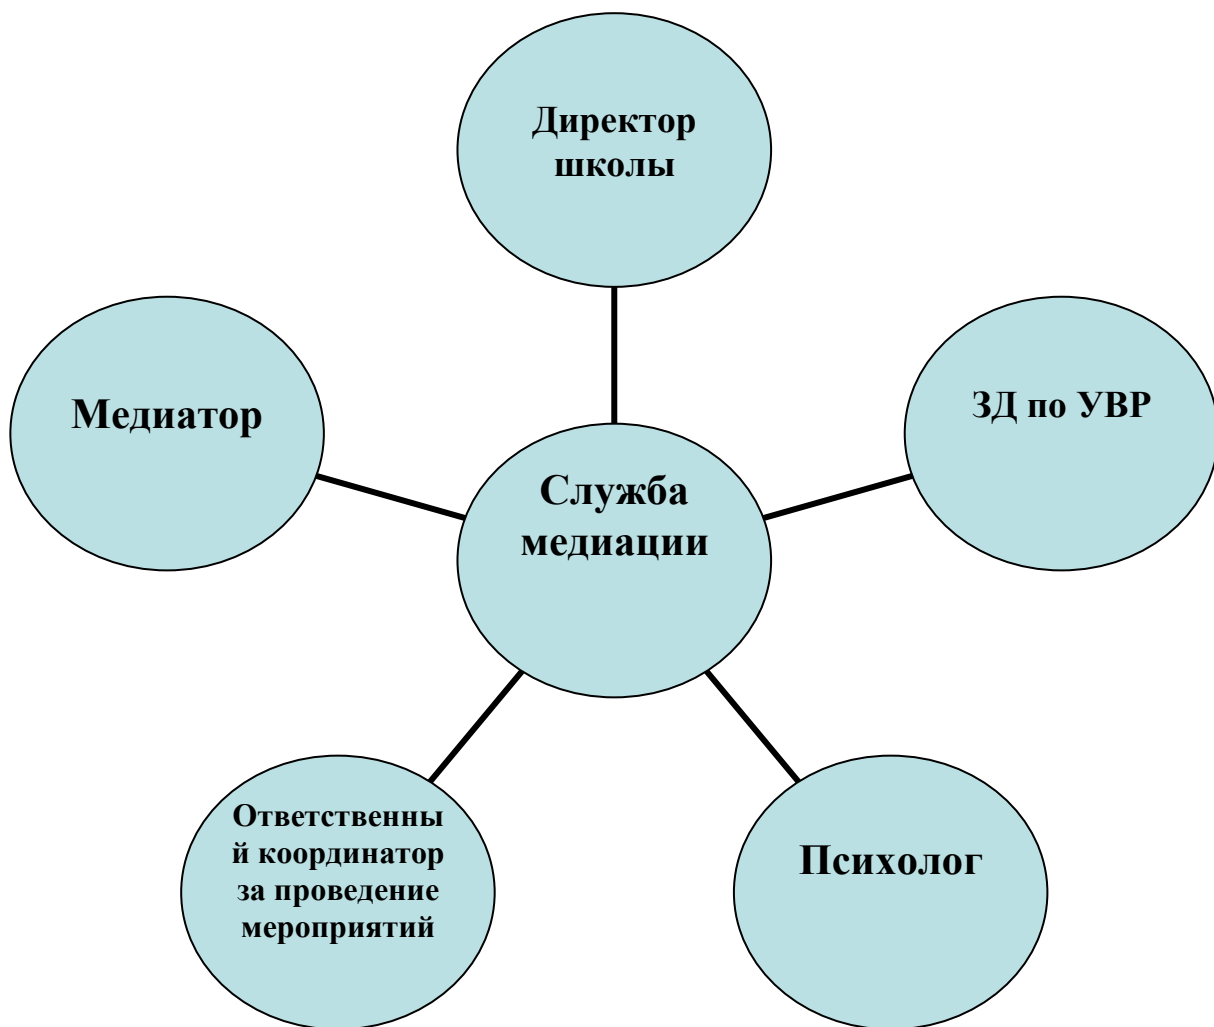 Директор
школы
Медиатор
ЗД по УВР
Служба
медиации
Ответственны
й координатор
за проведение
мероприятий
Психолог